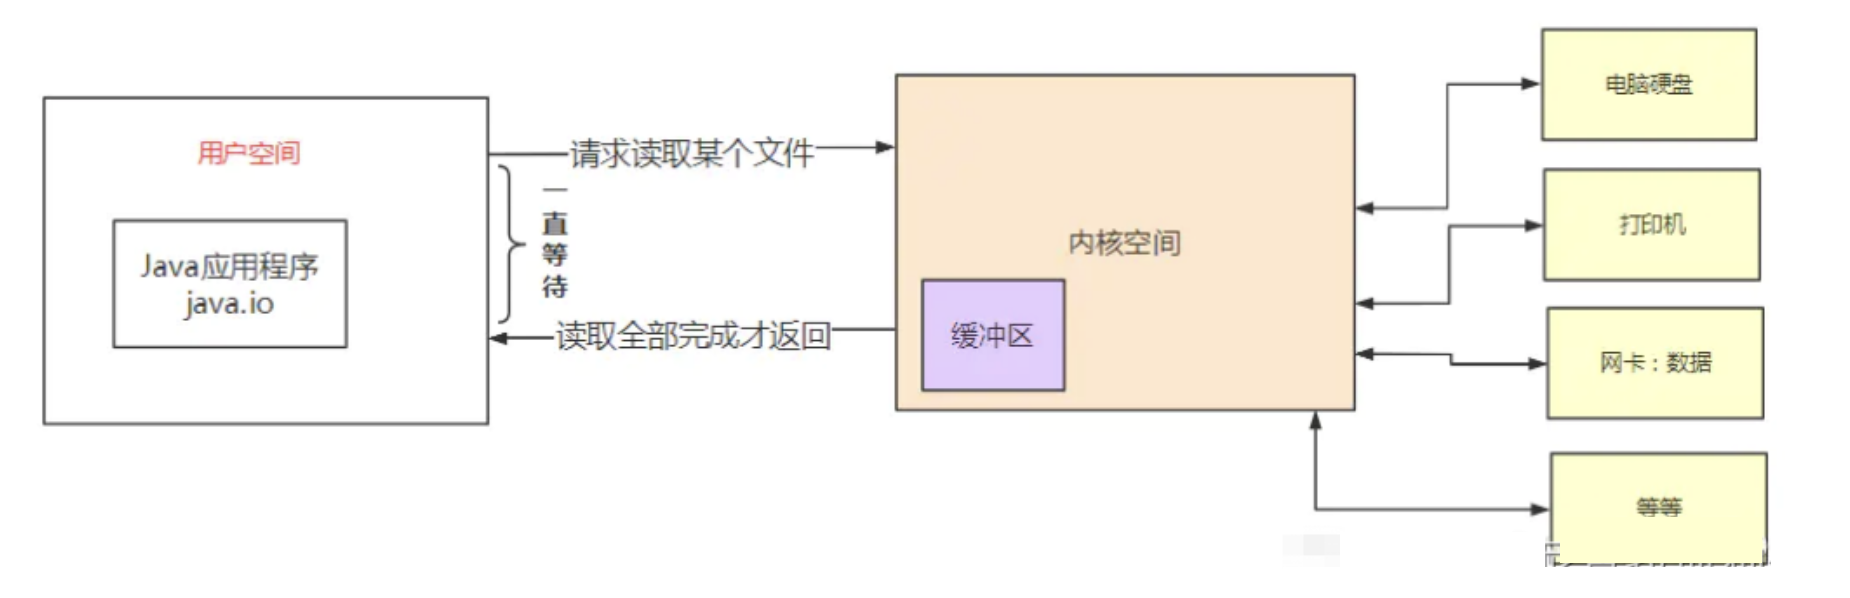 用户空间
Java应用程序
java.io
请求读取某个文件
一
直
等
待
读取全部完成才返回
内核空间
缓冲区
电脑硬盘
打印机
网卡：数据
等等